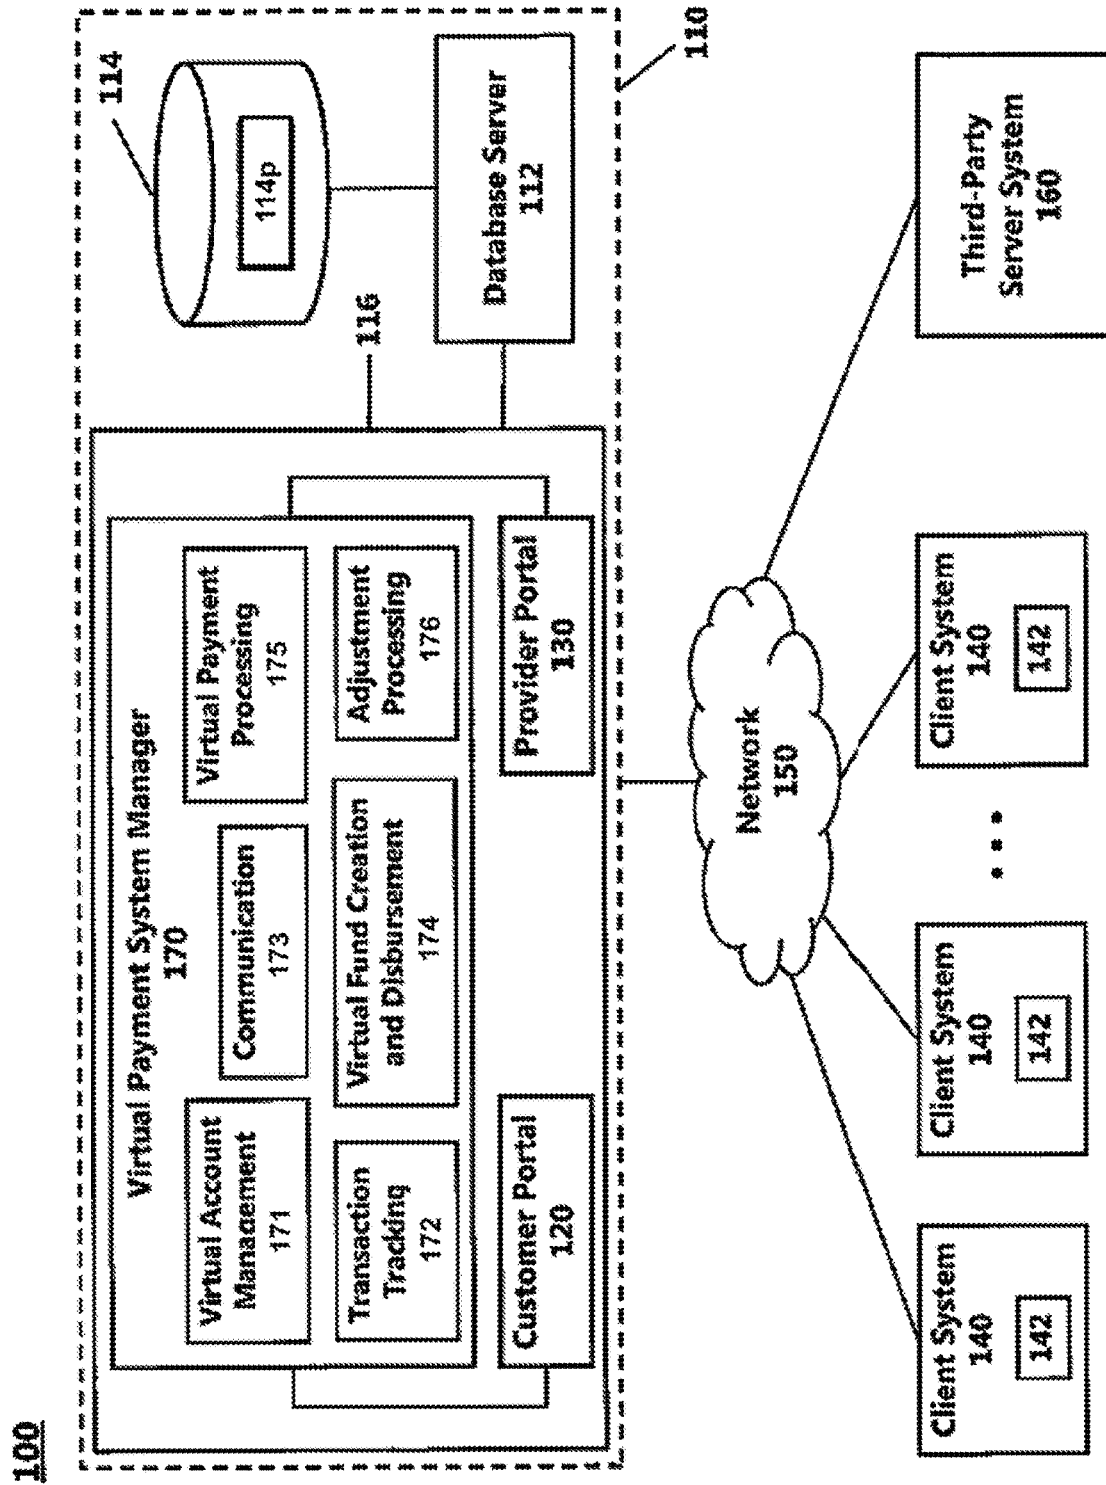 100
Virtual Payment System Manager
170
Virtual Account
Management
171
Communication
173
Virtual Payment
Processing
175
Transaction
Tracking
172
Virtual Fund Creation
and Disbursement
174
Adjustment
Processing
176
Customer Portal
120
Provider Portal
130
116
114
114p
Database Server
112
110
Network
150
Client System
140
142
Client System
140
142
Client System
140
142
Third-Party
Server System
160